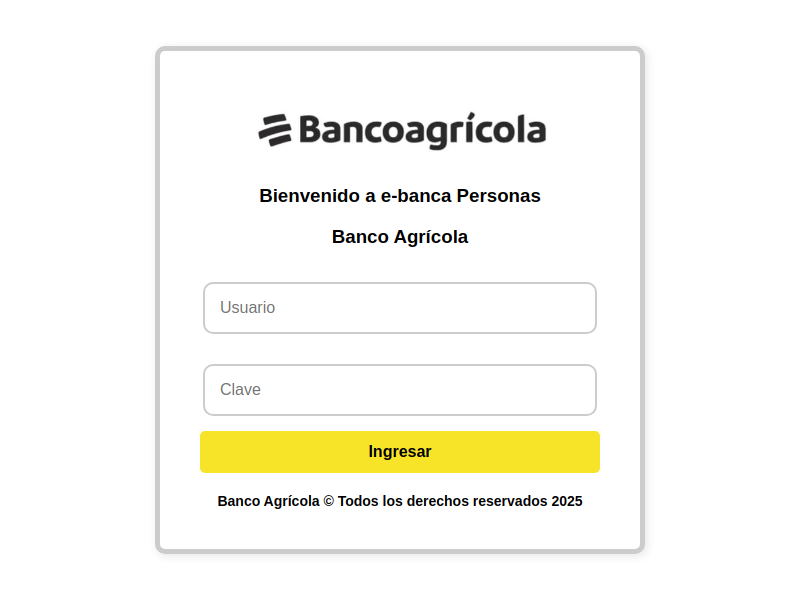 Bancoagrícola
Bienvenido a e-banca Personas
Banco Agrícola
Usuario
Clave
Ingresar
Banco Agrícola © Todos los derechos reservados 2025